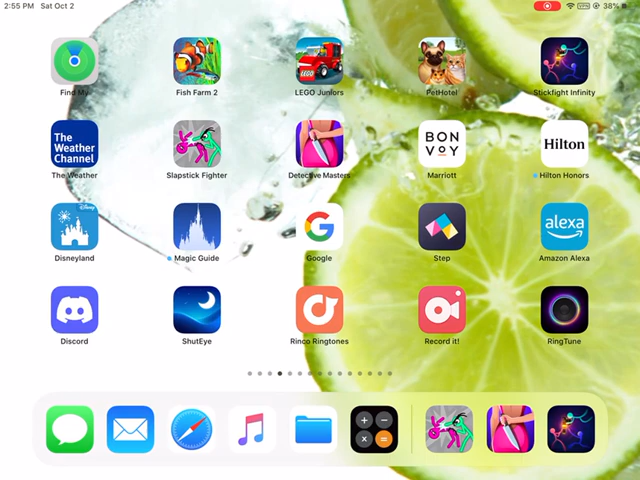 2:55 PM Sat Oct 2
VPN 38%
Find My
Fish Farm 2
LEGO
LEGO Juniors
PetHotel
Stickfight Infinity
The
Weather
Channel
The Weather
Slapstick Fighter
Detective Masters
BON
VOY
Marriott
Hilton
Hilton Honors
Disney
Disneyland
Magic Guide
G
Google
Step
alexa
Amazon Alexa
Discord
ShutEye
Rinco Ringtones
Record it!
RingTune